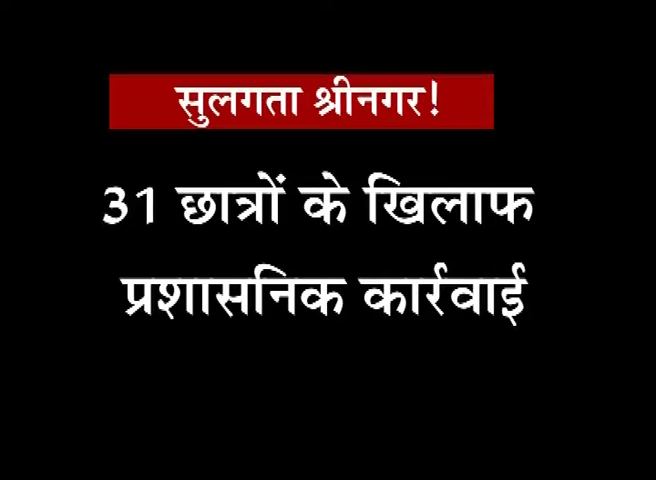 सुलगता श्रीनगर!
31 छात्रों के खिलाफ
प्रशासनिक कार्रवाई